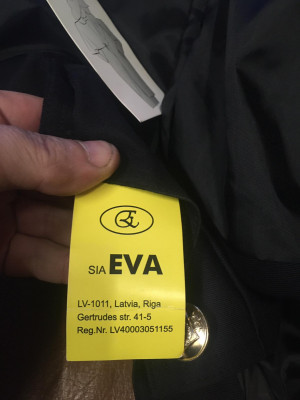 SIA EVA
LV-1011, Latvia, Riga
Gertrudes str. 41-5
Reg.Nr. LV40003051155